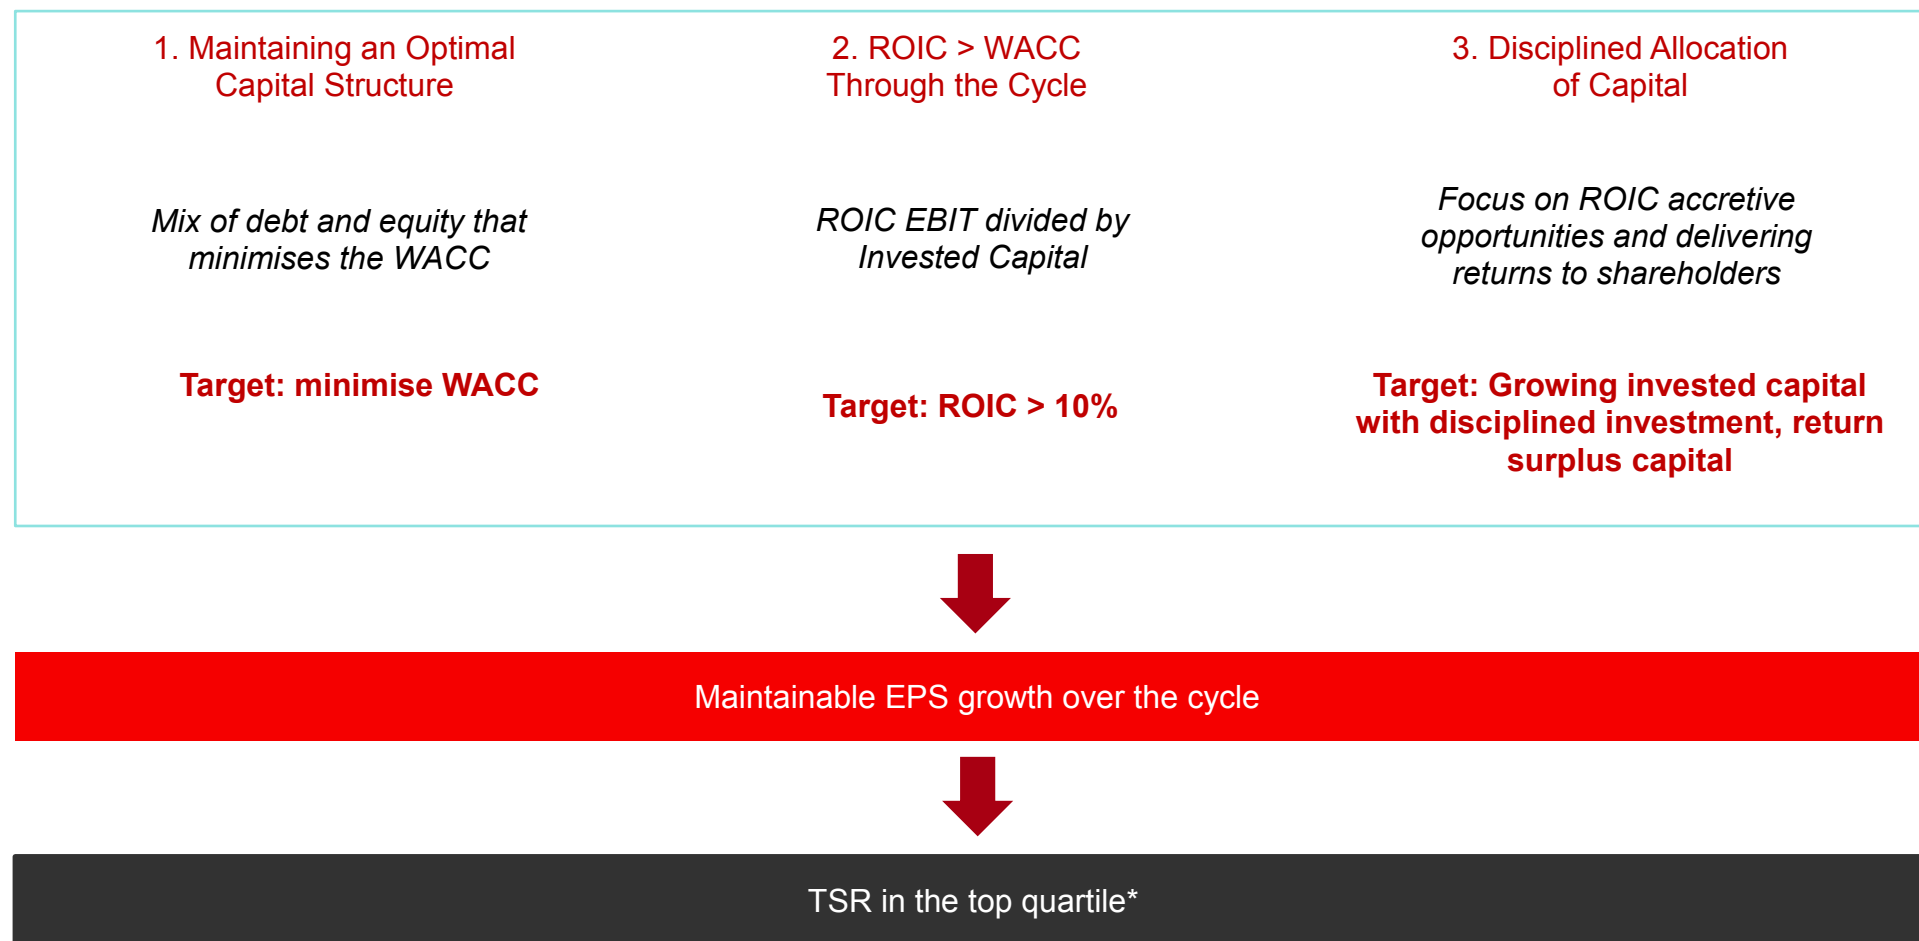 1. Maintaining an Optimal
Capital Structure
Mix of debt and equity that
minimises the WACC
Target: minimise WACC
2. ROIC > WACC
Through the Cycle
ROIC EBIT divided by
Invested Capital
Target: ROIC > 10%
3. Disciplined Allocation
of Capital
Focus on ROIC accretive
opportunities and delivering
returns to shareholders
Target: Growing invested capital
with disciplined investment, return
surplus capital
Maintainable EPS growth over the cycle
TSR in the top quartile*